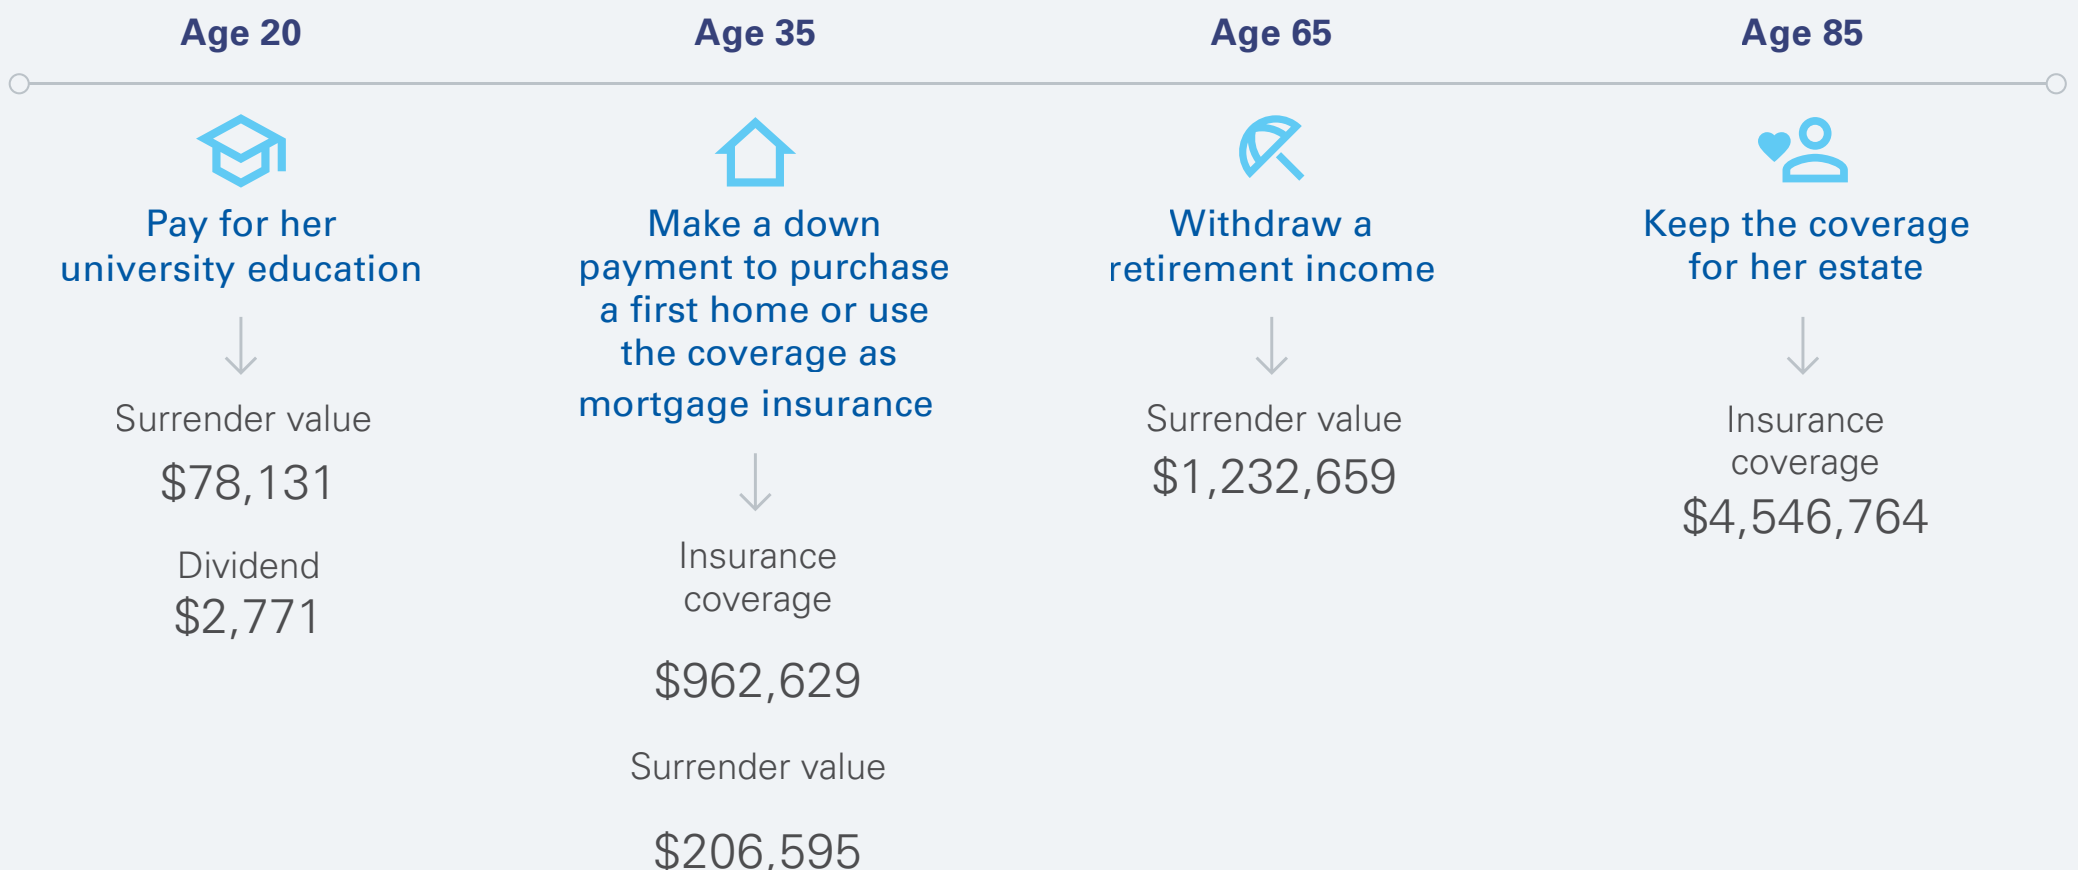 Age 20
Pay for her
university education
Surrender value
$78,131
Dividend
$2,771
Age 35
Make a down
payment to purchase
a first home or use
the coverage as
mortgage insurance
Insurance
coverage
$962,629
Surrender value
$206,595
Age 65
Withdraw a
retirement income
Surrender value
$1,232,659
Age 85
Keep the coverage
for her estate
Insurance
coverage
$4,546,764